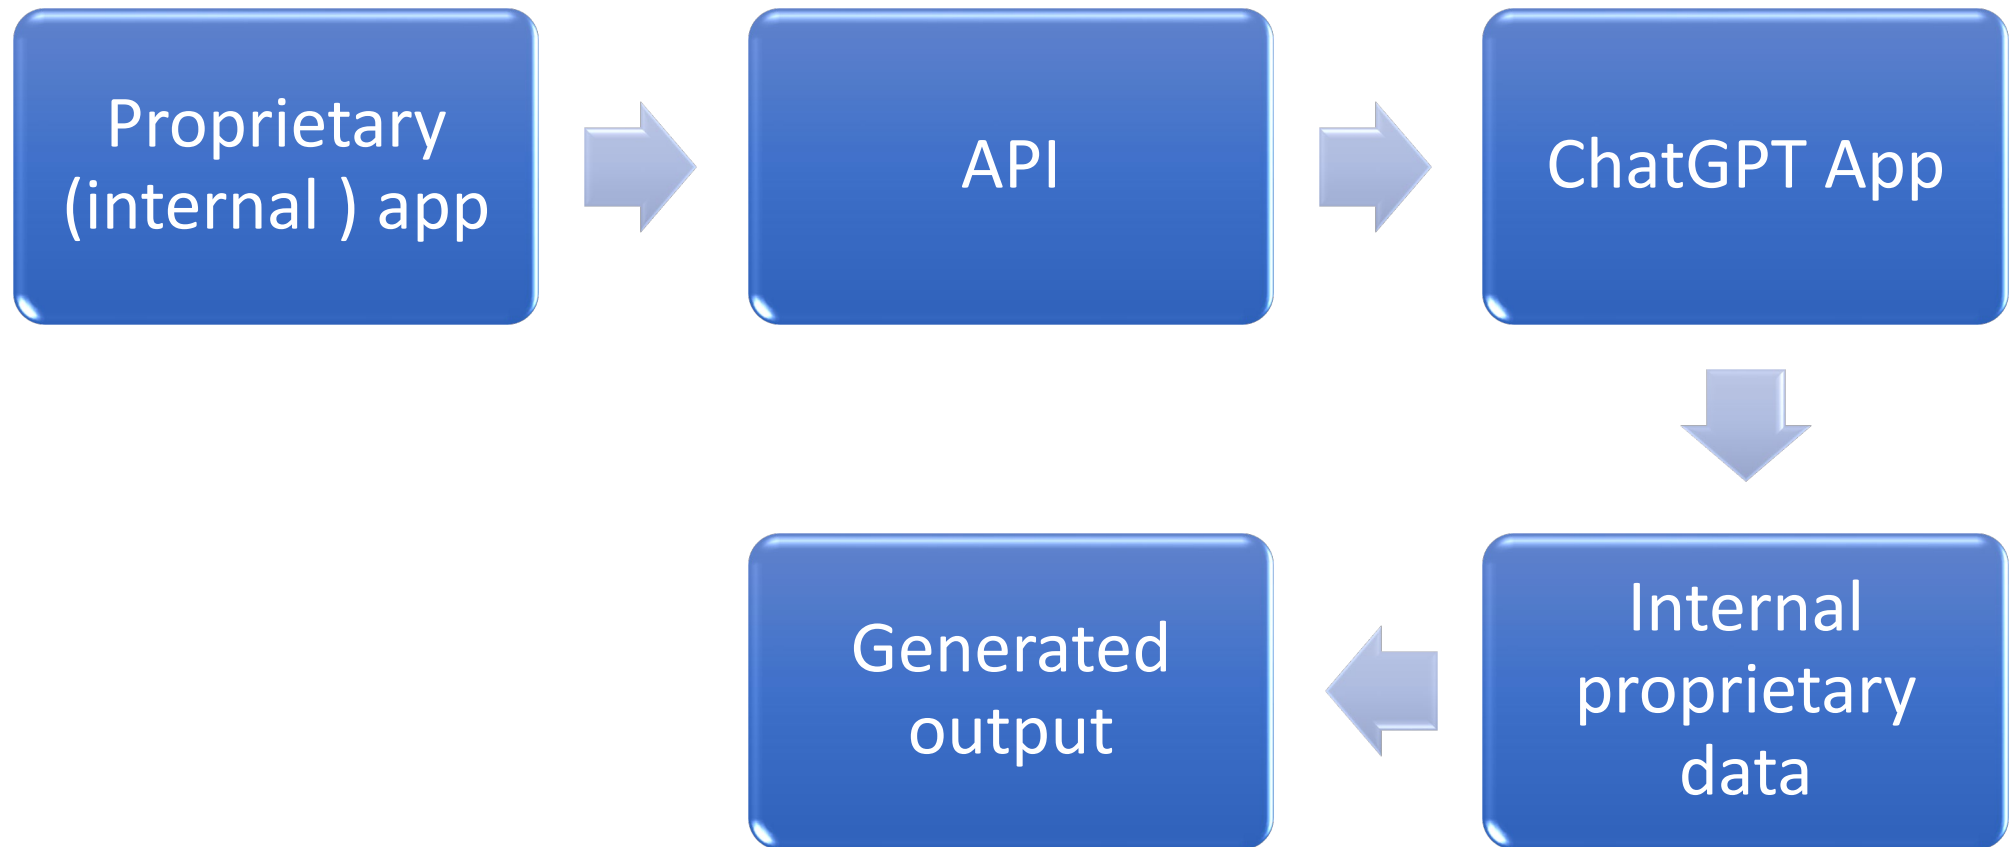 Proprietary
(internal ) app
API
ChatGPT App
Internal
proprietary
data
Generated
output